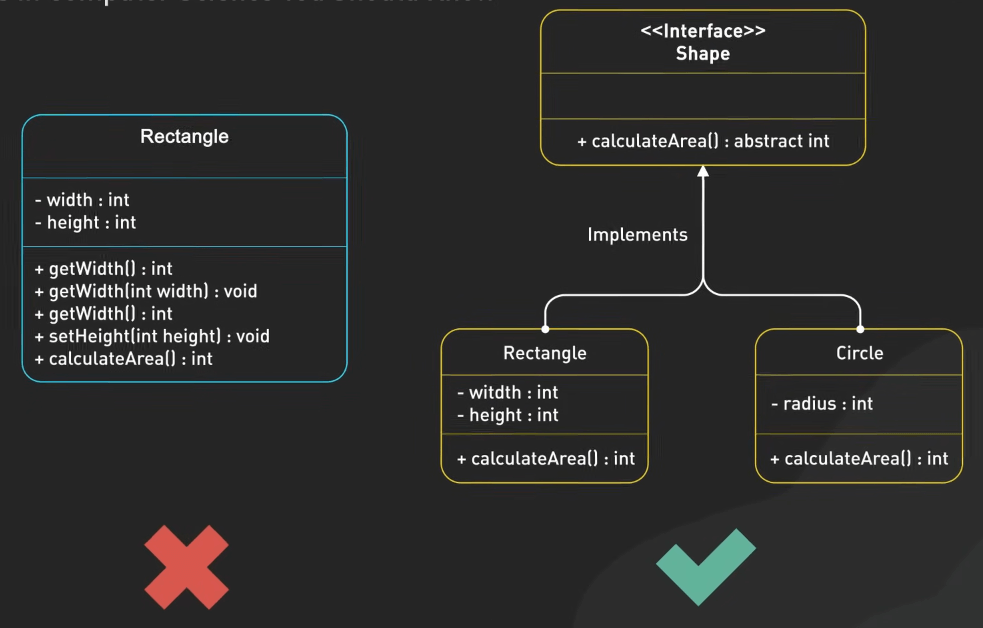 Rectangle
- width : int
- height : int
+ getWidth() : int
+ getWidth(int width) : void
+ getWidth() : int
+ setHeight(int height) : void
+ calculateArea() : int
<<Interface>>
Shape
+ calculateArea() : abstract int
Implements
Rectangle
- witdth : int
- height : int
+ calculateArea() : int
Circle
- radius : int
+ calculateArea() : int